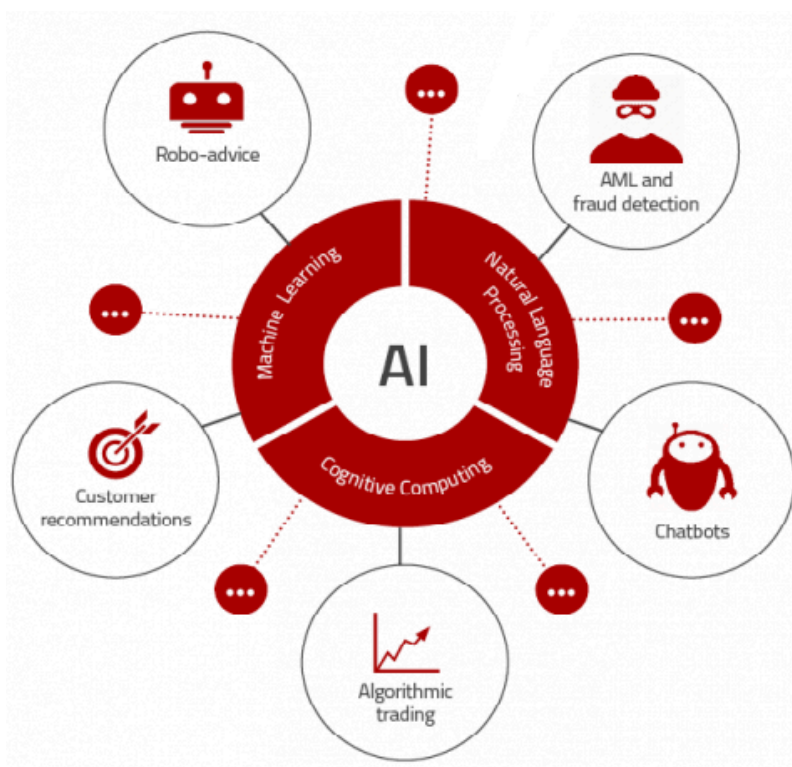 Robo-advice
AML and
fraud detection
Machine Learning
Natural Language
Processing
AI
Cognitive Computing
Customer
recommendations
Chatbots
Algorithmic
trading